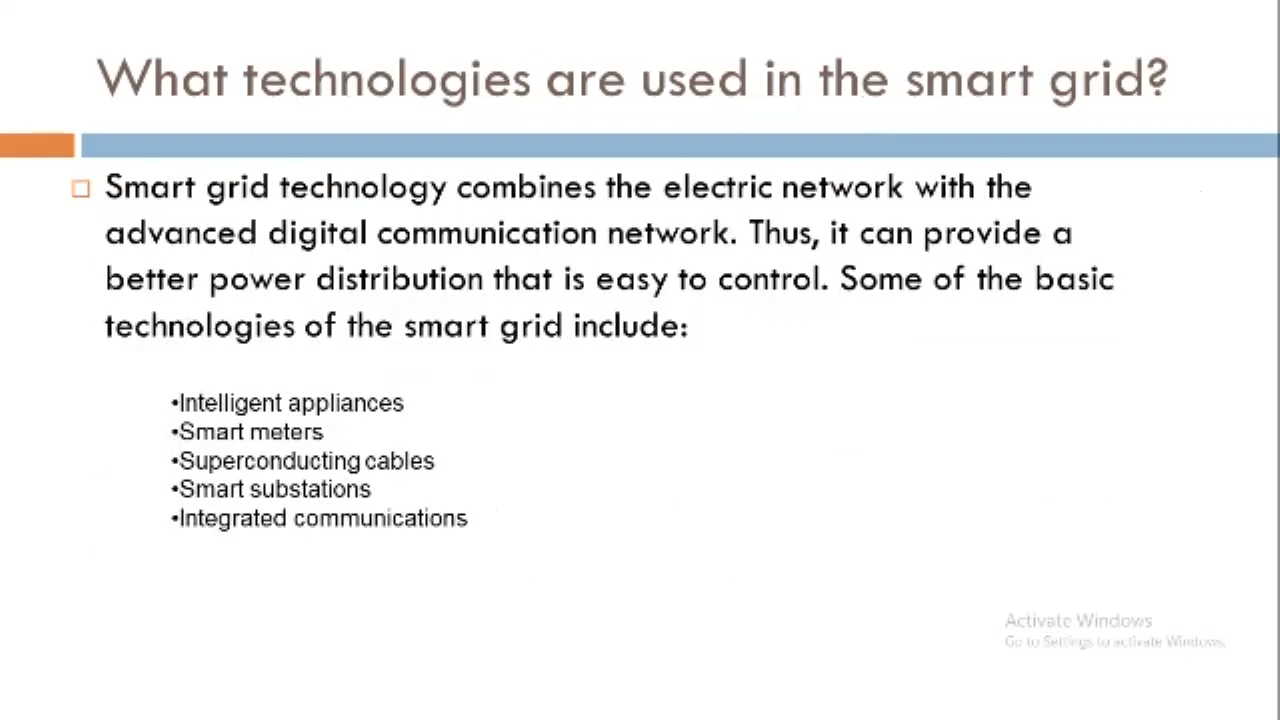 What technologies are used in the smart grid?
Smart grid technology combines the electric network with the
advanced digital communication network. Thus, it can provide a
better power distribution that is easy to control. Some of the basic
technologies of the smart grid include:
•Intelligent appliances
•Smart meters
•Superconducting cables
•Smart substations
•Integrated communications
Activate Windows
Go to Settings to activate Windows.